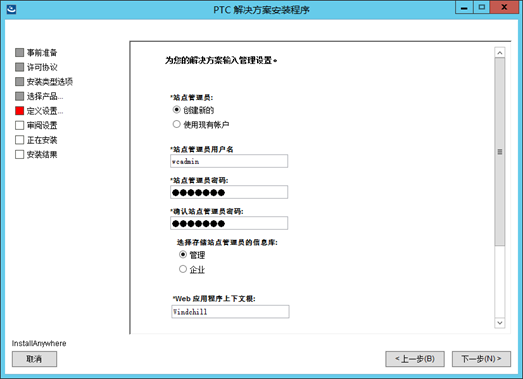 PTC 解决方案安装程序
事前准备
许可协议
安装类型选项
选择产品...
定义设置...
审阅设置
正在安装
安装结果
为您的解决方案输入管理设置。
*站点管理员:
创建新的
使用现有帐户
*站点管理员用户名
wcadmin
*站点管理员密码:
●●●●●●●
*确认站点管理员密码:
●●●●●●●
选择存储站点管理员的信息库:
管理
企业
*Web 应用程序上下文根:
Windchill
InstallAnywhere
取消
< 上一步(B)
下一步(N) >